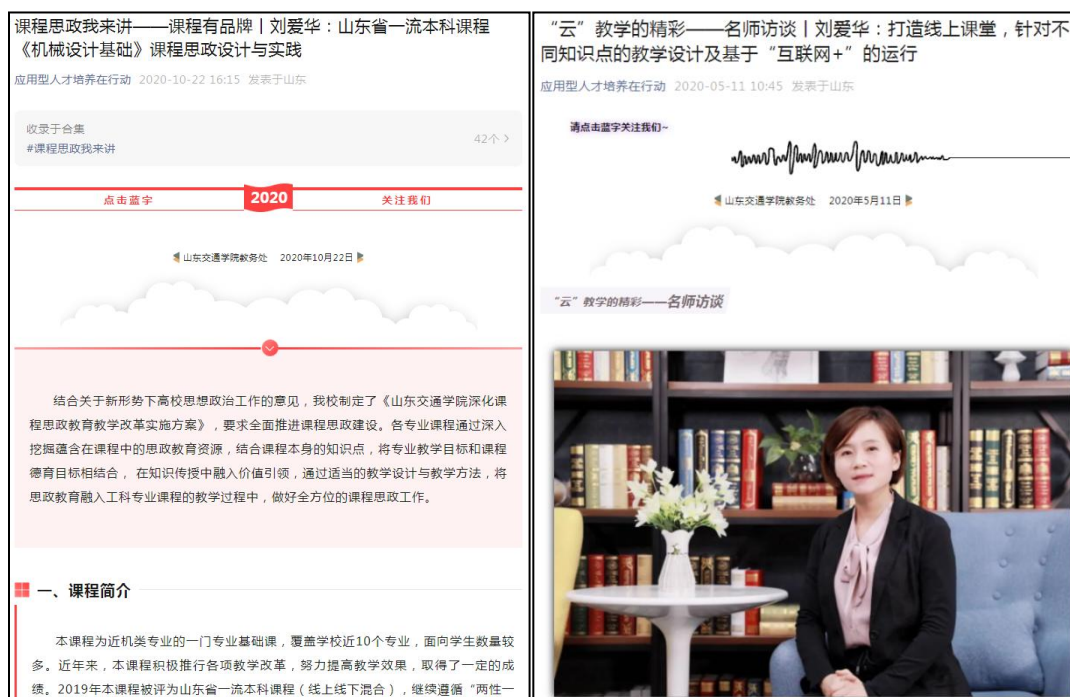 课程思政我来讲——课程有品牌丨刘爱华：山东省一流本科课程
《机械设计基础》课程思政设计与实践
应用型人才培养在行动 2020-10-22 16:15 发表于山东
收录于合集
#课程思政我来讲
42个 >
点击蓝字 2020 关注我们
山东交通学院教务处 2020年10月22日
结合关于新形势下高校思想政治工作的意见，我校制定了《山东交通学院深化课
程思政教育教学改革实施方案》，要求全面推进课程思政建设。各专业课程通过深入
挖掘蕴含在课程中的思政教育资源，结合课程本身的知识点，将专业教学目标和课程
德育目标相结合，在知识传授中融入价值引领，通过适当的教学设计与教学方法，将
思政教育融入工科专业课程的教学过程中，做好全方位的课程思政工作。
一、课程简介
本课程为近机类专业的一门专业基础课，覆盖学校近10个专业，面向学生数量较
多。近年来，本课程积极推行各项教学改革，努力提高教学效果，取得了一定的成
绩。2019年本课程被评为山东省一流本科课程（线上线下混合），继续遵循“两性一
“云”教学的精彩——名师访谈丨刘爱华：打造线上课堂，针对不
同知识点的教学设计及基于“互联网+”的运行
应用型人才培养在行动 2020-05-11 10:45 发表于山东
请点击蓝字关注我们~
山东交通学院教务处 2020年5月11日
“云”教学的精彩——名师访谈